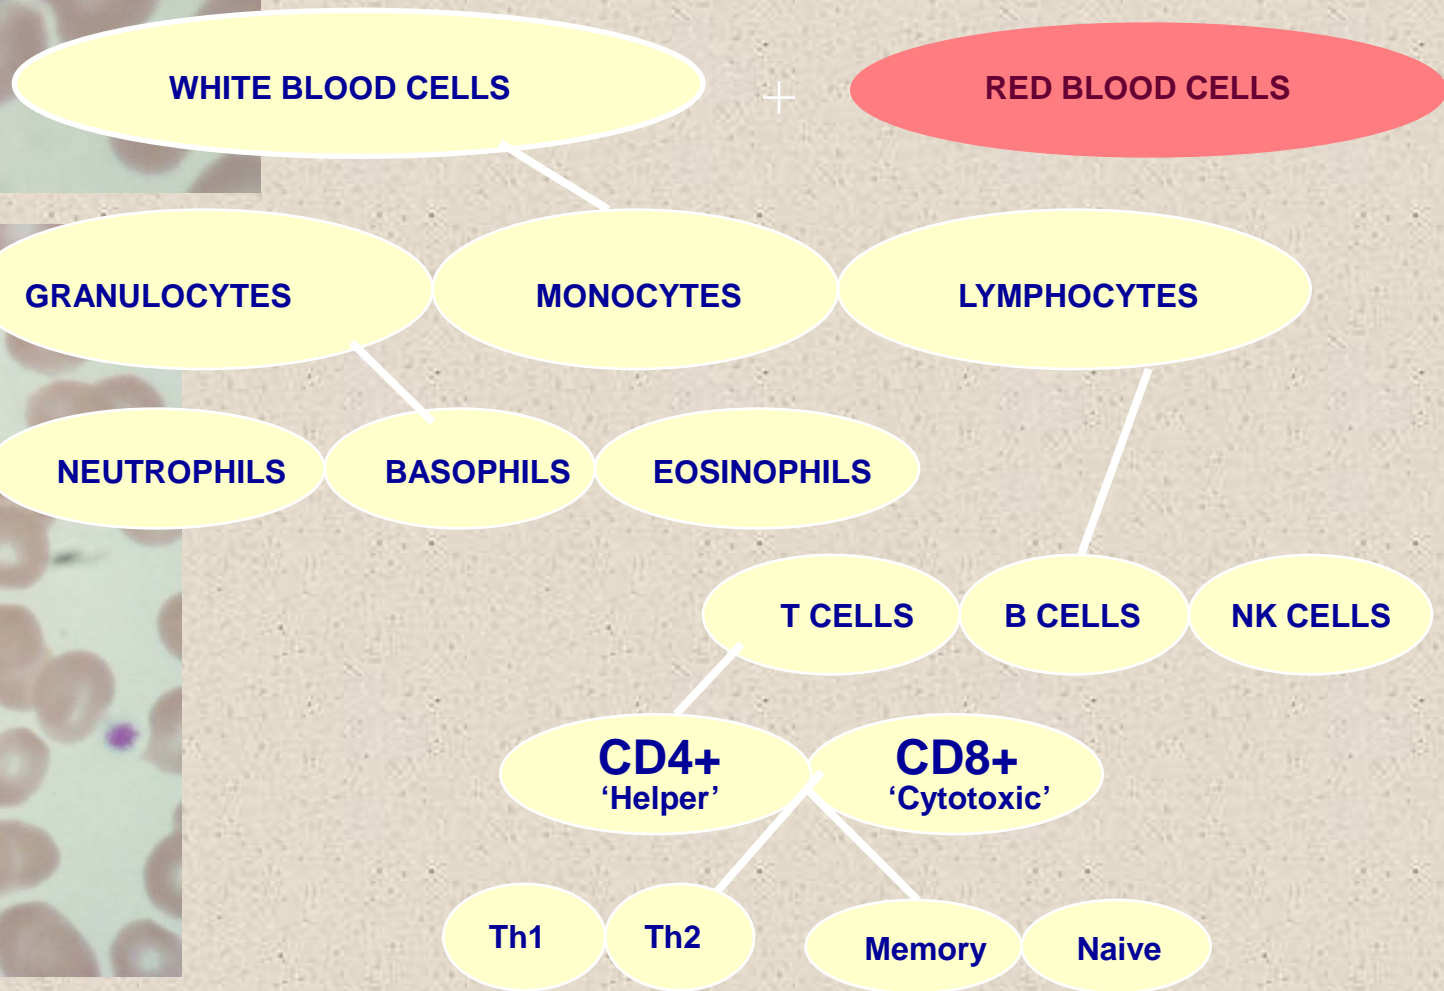 WHITE BLOOD CELLS + RED BLOOD CELLS
GRANULOCYTES MONOCYTES LYMPHOCYTES
NEUTROPHILS BASOPHILS EOSINOPHILS
T CELLS B CELLS NK CELLS
CD4+ CD8+
‘Helper’ ‘Cytotoxic’
Th1 Th2 Memory Naive